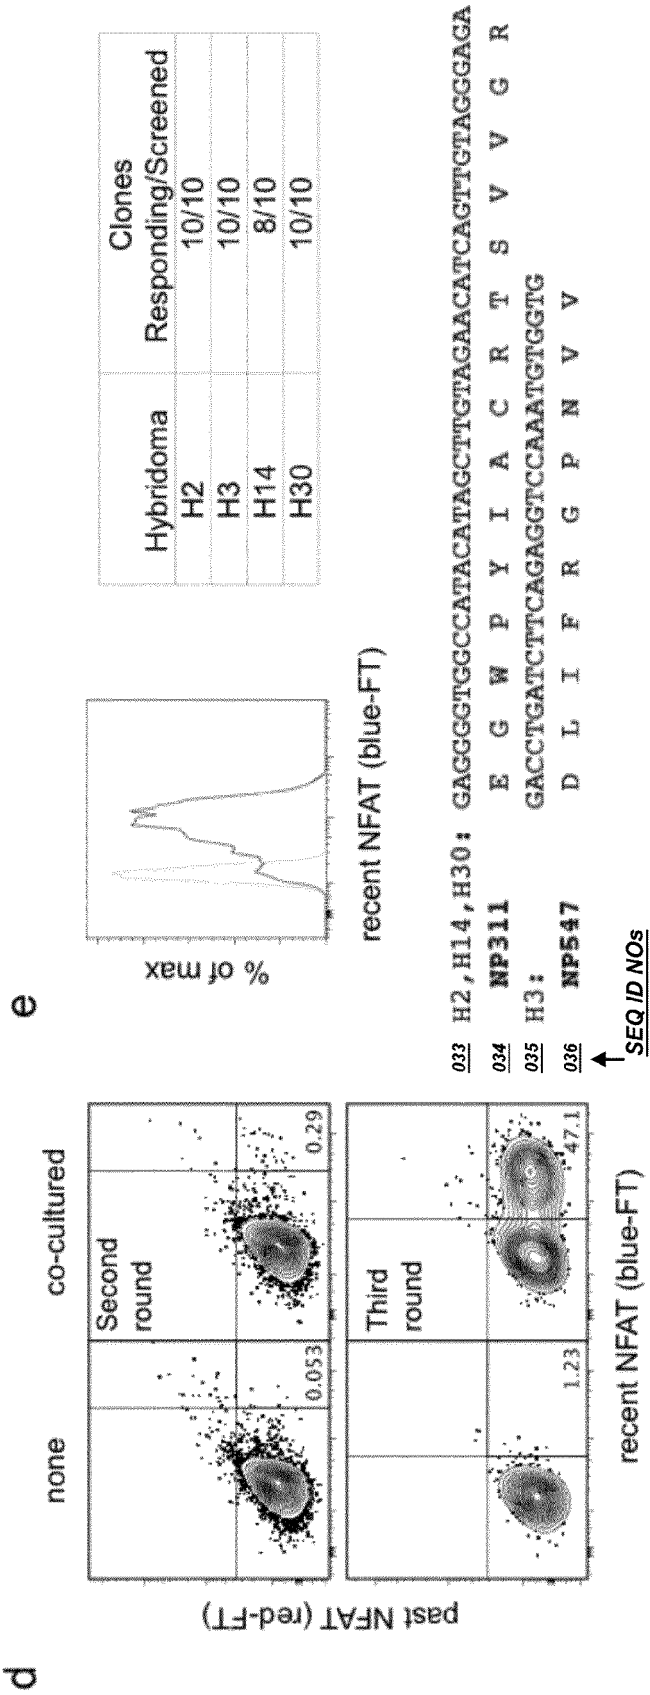 d
none
co-cultured
Second
round
0.053
0.29
Third
round
1.23
47.1
past NFAT (red-FT)
recent NFAT (blue-FT)
e
% of max
recent NFAT (blue-FT)
Hybridoma Clones Responding/Screened
H2 10/10
H3 10/10
H14 8/10
H30 10/10
033 H2,H14,H30: GAGGGGTGGCCATACATAGCTTGTAGAACATCAGTTGTAGGGAGA
034 NP311 E G W P Y I A C R T S V V G R
035 H3: GACCTGATCTTCAGAGGTCCAAATGTGGTG
036 NP547 D L I F R G P N V V
SEQ ID NOs